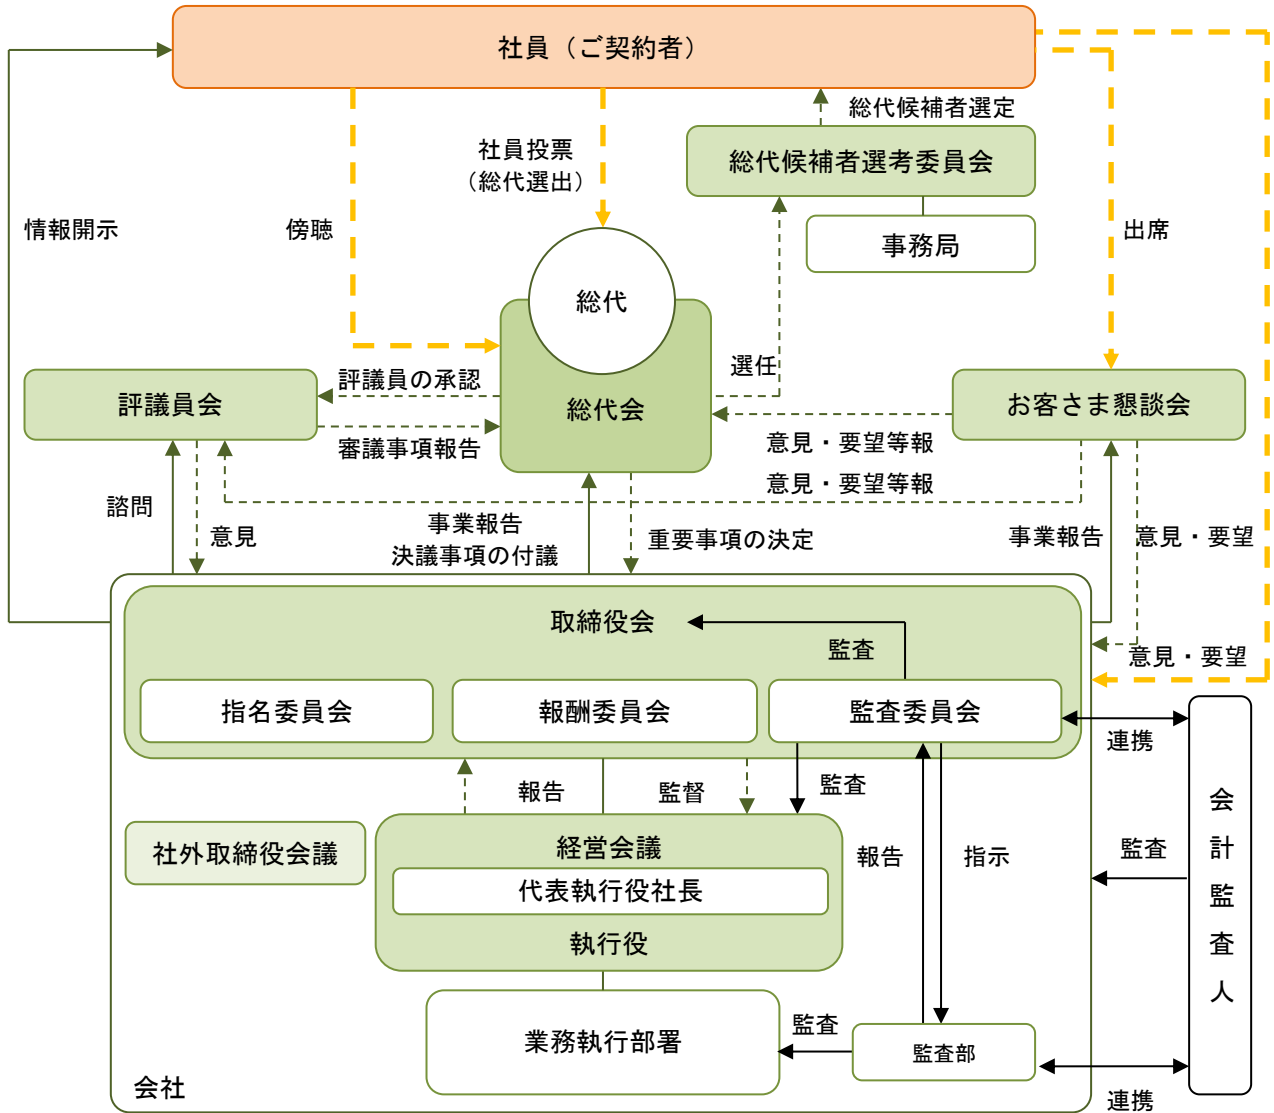 社員（ご契約者）
総代候補者選定
社員投票
（総代選出）
総代候補者選考委員会
情報開示
傍聴
事務局
出席
総代
選任
評議員の承認
評議員会
総代会
お客さま懇談会
審議事項報告
意見・要望等報
意見・要望等報
諮問
意見
事業報告
決議事項の付議
重要事項の決定
事業報告
意見・要望
取締役会
監査
意見・要望
指名委員会
報酬委員会
監査委員会
連携
報告
監督
監査
会計監査人
社外取締役会議
経営会議
報告
指示
監査
代表執行役社長
執行役
業務執行部署
監査
監査部
会社
連携